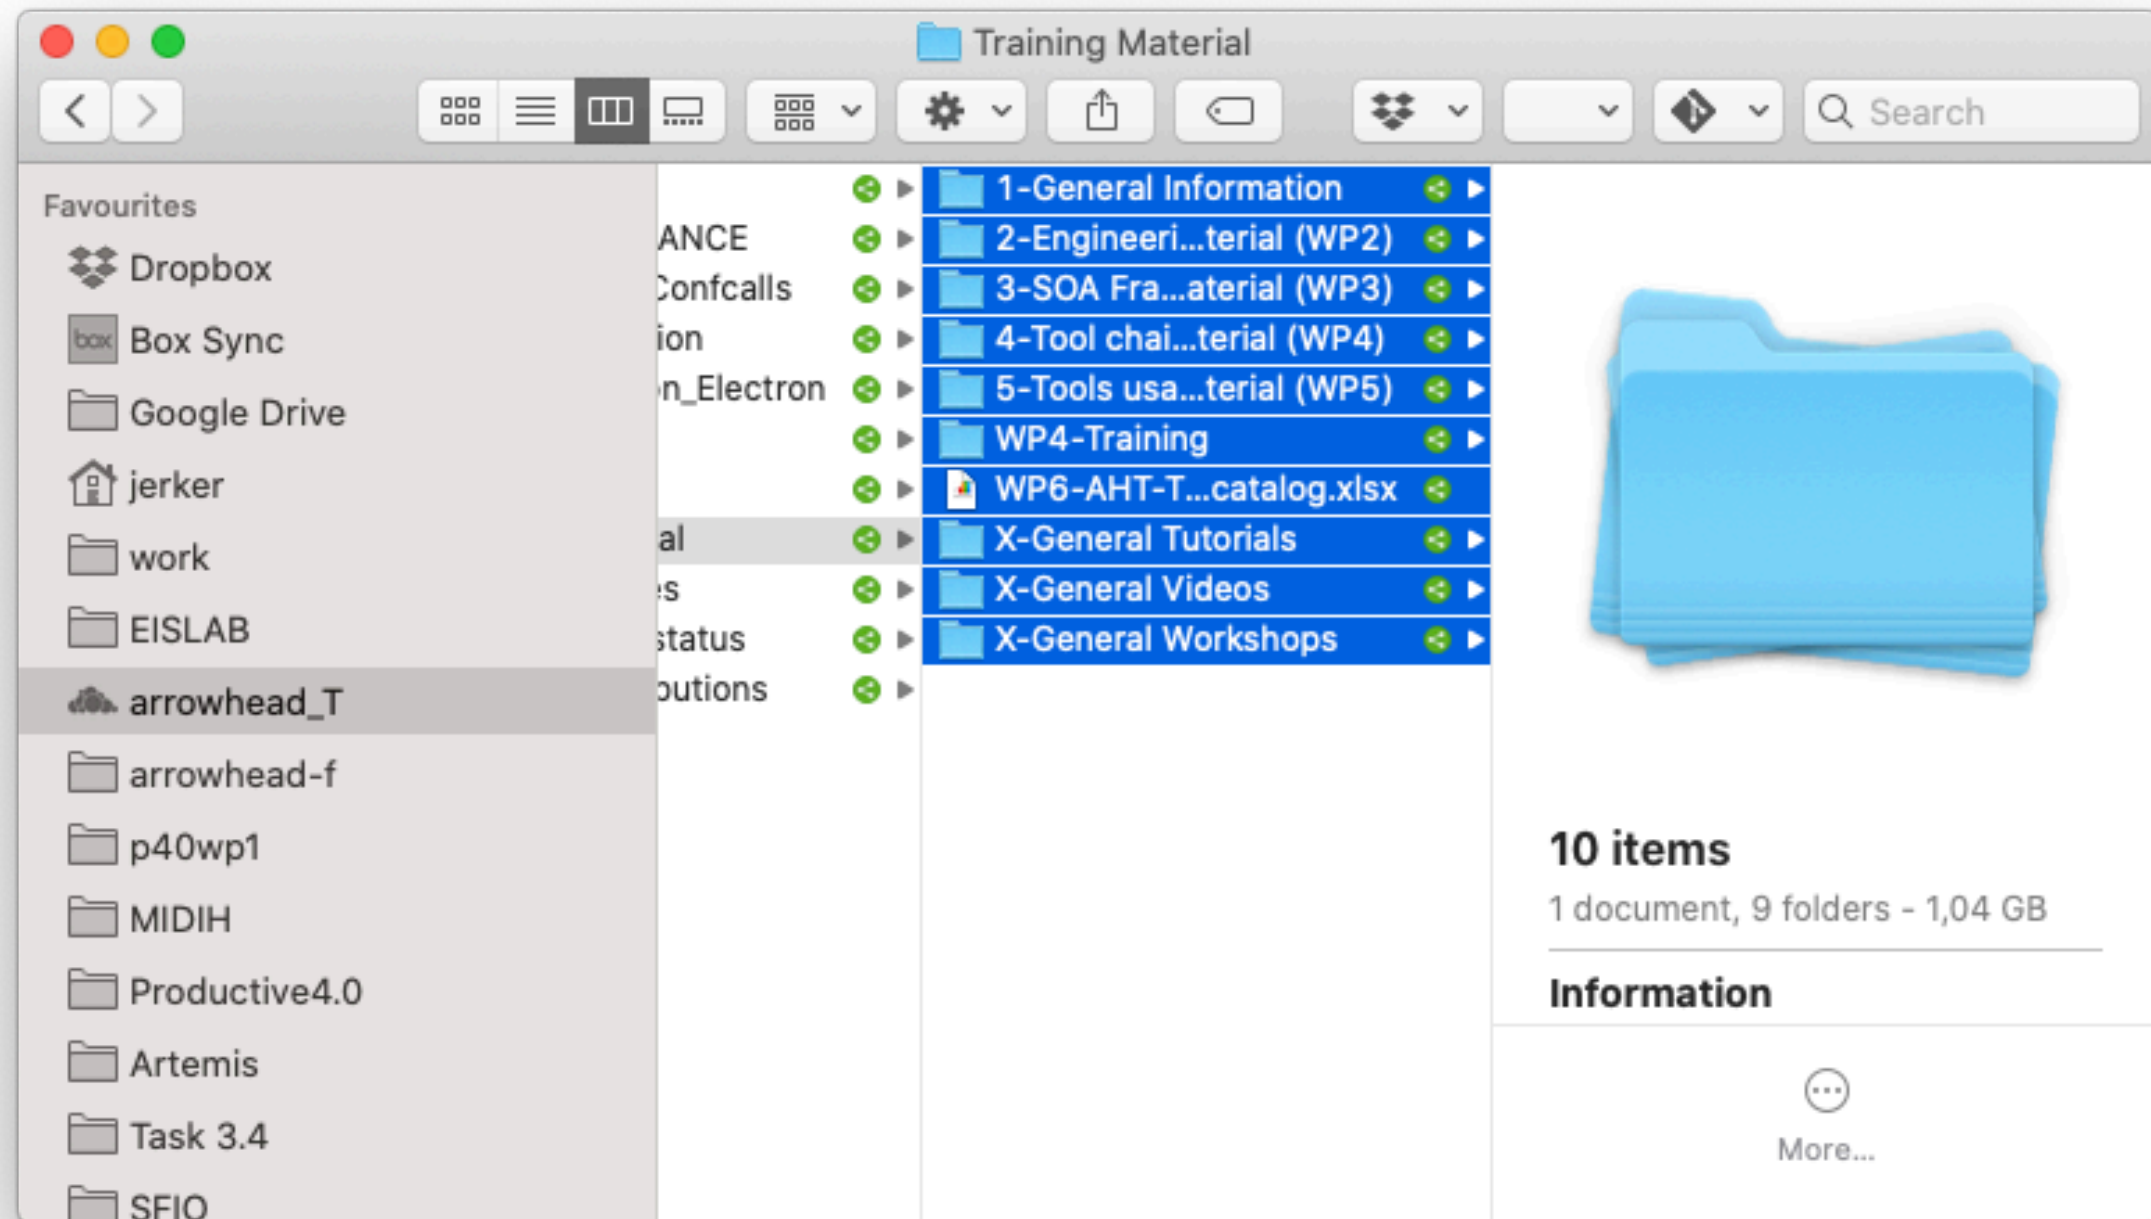 Training Material
Search
Favourites
Dropbox
box Box Sync
Google Drive
jerker
work
EISLAB
arrowhead_T
arrowhead-f
p40wp1
MIDIH
Productive4.0
Artemis
Task 3.4
ANCE
Confcalls
ion
n_Electron
al
es
status
butions
1-General Information
2-Engineeri...terial (WP2)
3-SOA Fra...aterial (WP3)
4-Tool chai...terial (WP4)
5-Tools usa...terial (WP5)
WP4-Training
WP6-AHT-T...catalog.xlsx
X-General Tutorials
X-General Videos
X-General Workshops
10 items
1 document, 9 folders - 1,04 GB
Information
More...